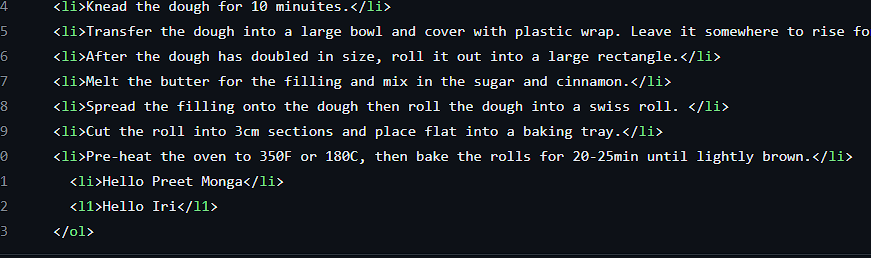 4 <li>Knead the dough for 10 minuites.</li>
5 <li>Transfer the dough into a large bowl and cover with plastic wrap. Leave it somewhere to rise fo
6 <li>After the dough has doubled in size, roll it out into a large rectangle.</li>
7 <li>Melt the butter for the filling and mix in the sugar and cinnamon.</li>
8 <li>Spread the filling onto the dough then roll the dough into a swiss roll. </li>
9 <li>Cut the roll into 3cm sections and place flat into a baking tray.</li>
0 <li>Pre-heat the oven to 350F or 180C, then bake the rolls for 20-25min until lightly brown.</li>
1 <li>Hello Preet Monga</li>
2 <l1>Hello Iri</l1>
3 </ol>